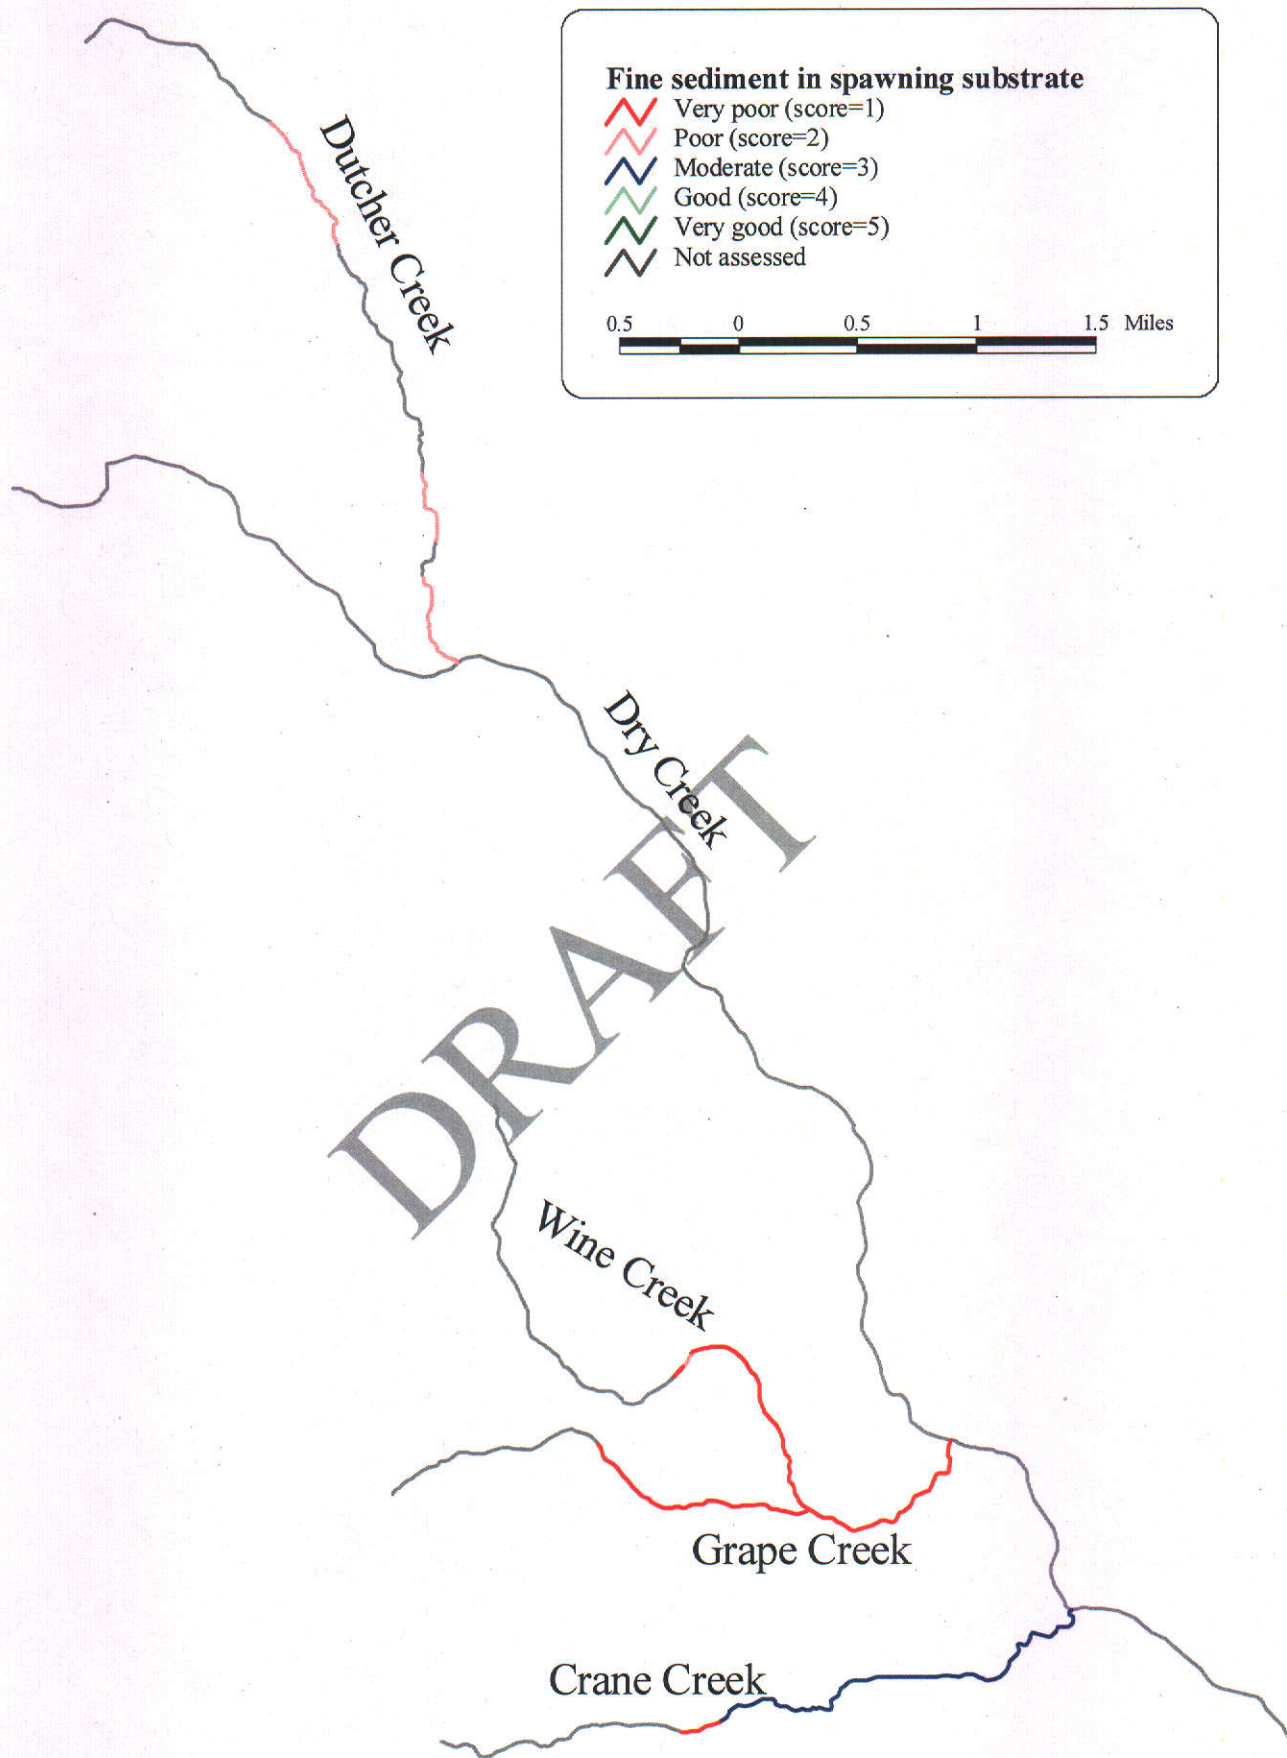 Fine sediment in spawning substrate
Very poor (score=1)
Poor (score=2)
Moderate (score=3)
Good (score=4)
Very good (score=5)
Not assessed
0.5 0 0.5 1 1.5 Miles
Dutcher Creek
Dry Creek
DRAFT
Wine Creek
Grape Creek
Crane Creek